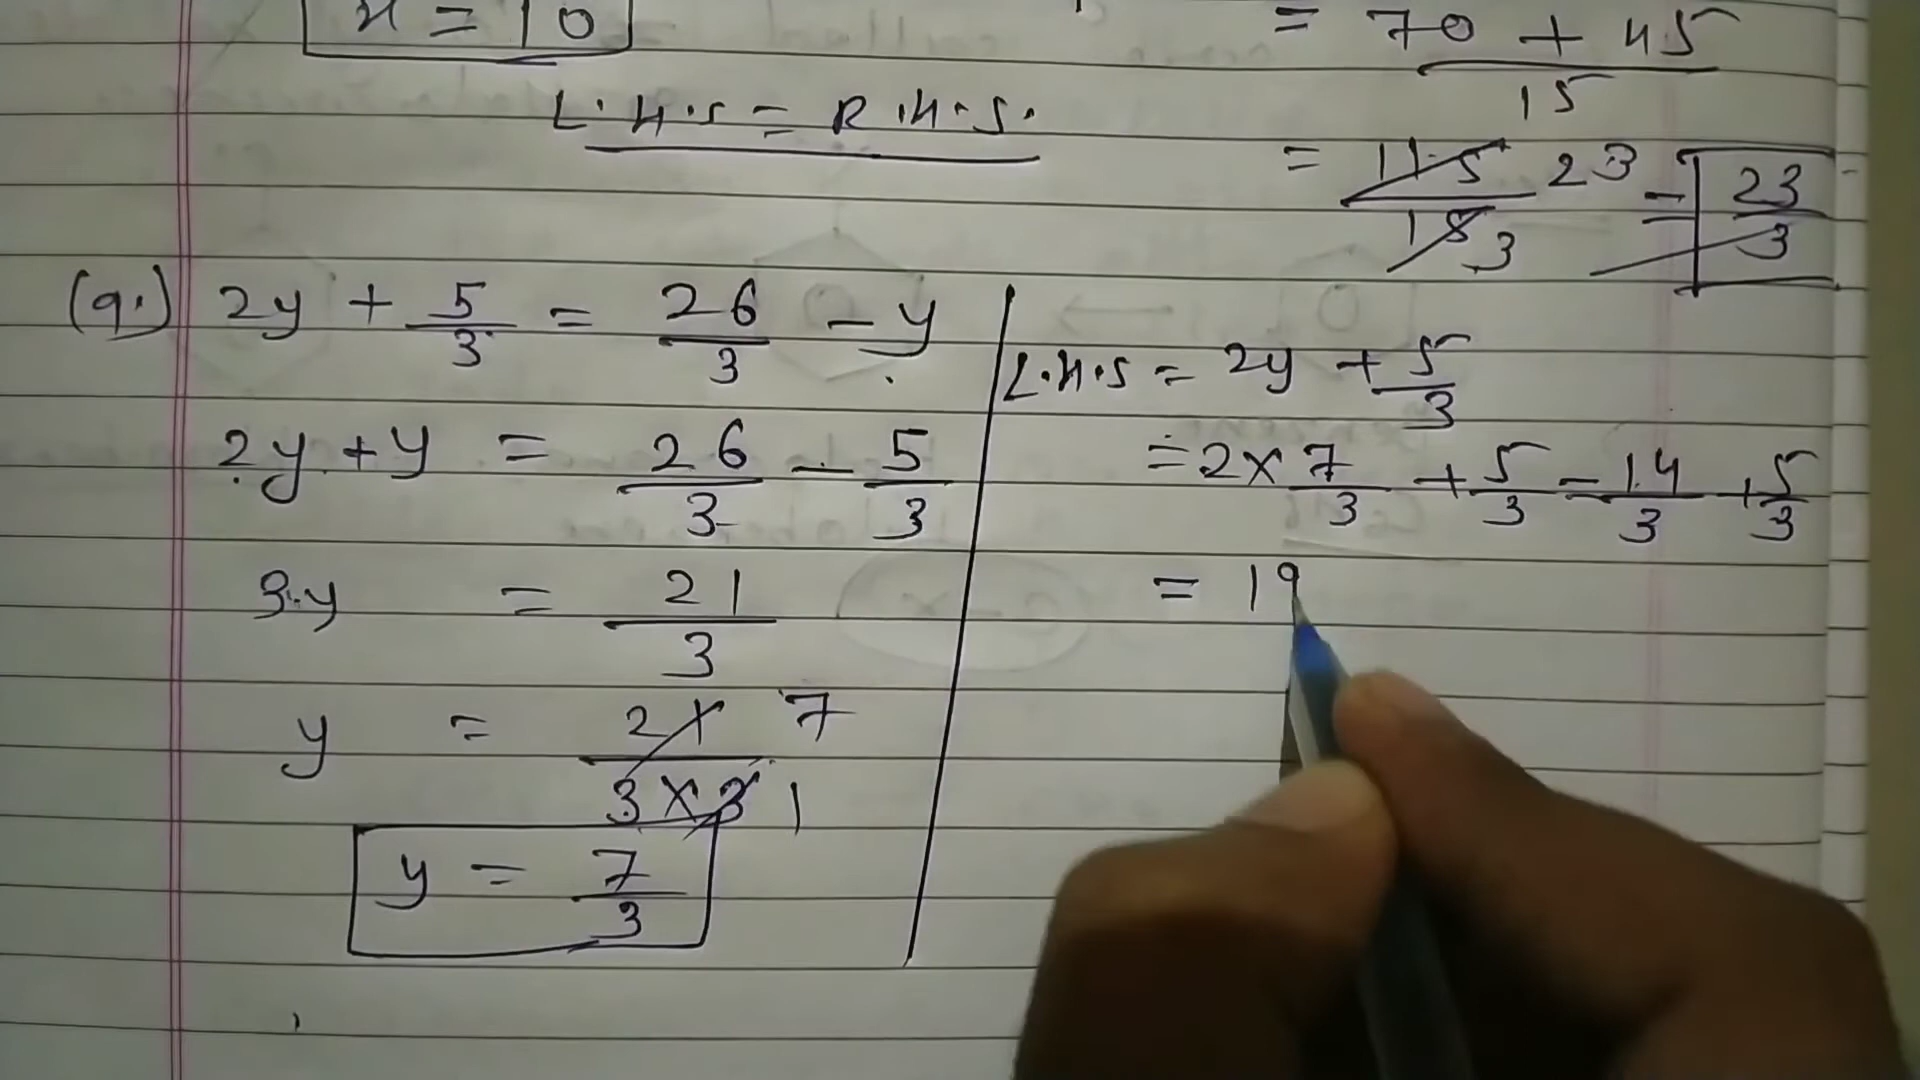 x = 10
= 70 + 45 / 15
L.H.S = R.H.S.
= 115 23 / 15 3 = 23/3
(9.) 2y + 5/3 = 26/3 - y
2y + y = 26/3 - 5/3
3y = 21/3
y = 21 7 / 3 × 3 1
y = 7/3
L.H.S = 2y + 5/3
= 2 × 7/3 + 5/3 = 14/3 + 5/3
= 19